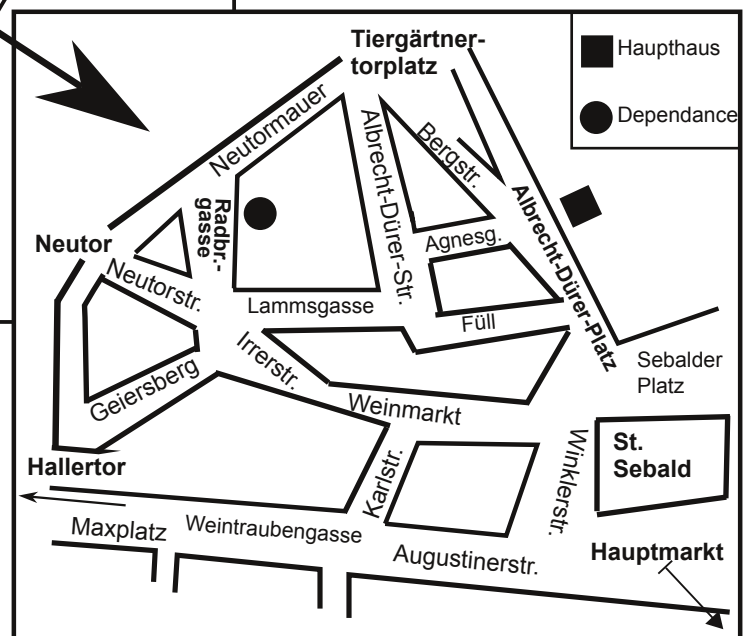 Tiergärtner-
torplatz
Haupthaus
Dependance
Neutormauer
Albrecht-Dürer-Str.
Bergstr.
Radbr.-
gasse
Albrecht-Dürer-Platz
Neutor
Agnesg.
Neutorstr.
Lammsgasse
Füll
Irrerstr.
Sebalder
Platz
Geiersberg
Weinmarkt
St.
Sebald
Winklerstr.
Karlstr.
Hallertor
Maxplatz
Weintraubengasse
Augustinerstr.
Hauptmarkt